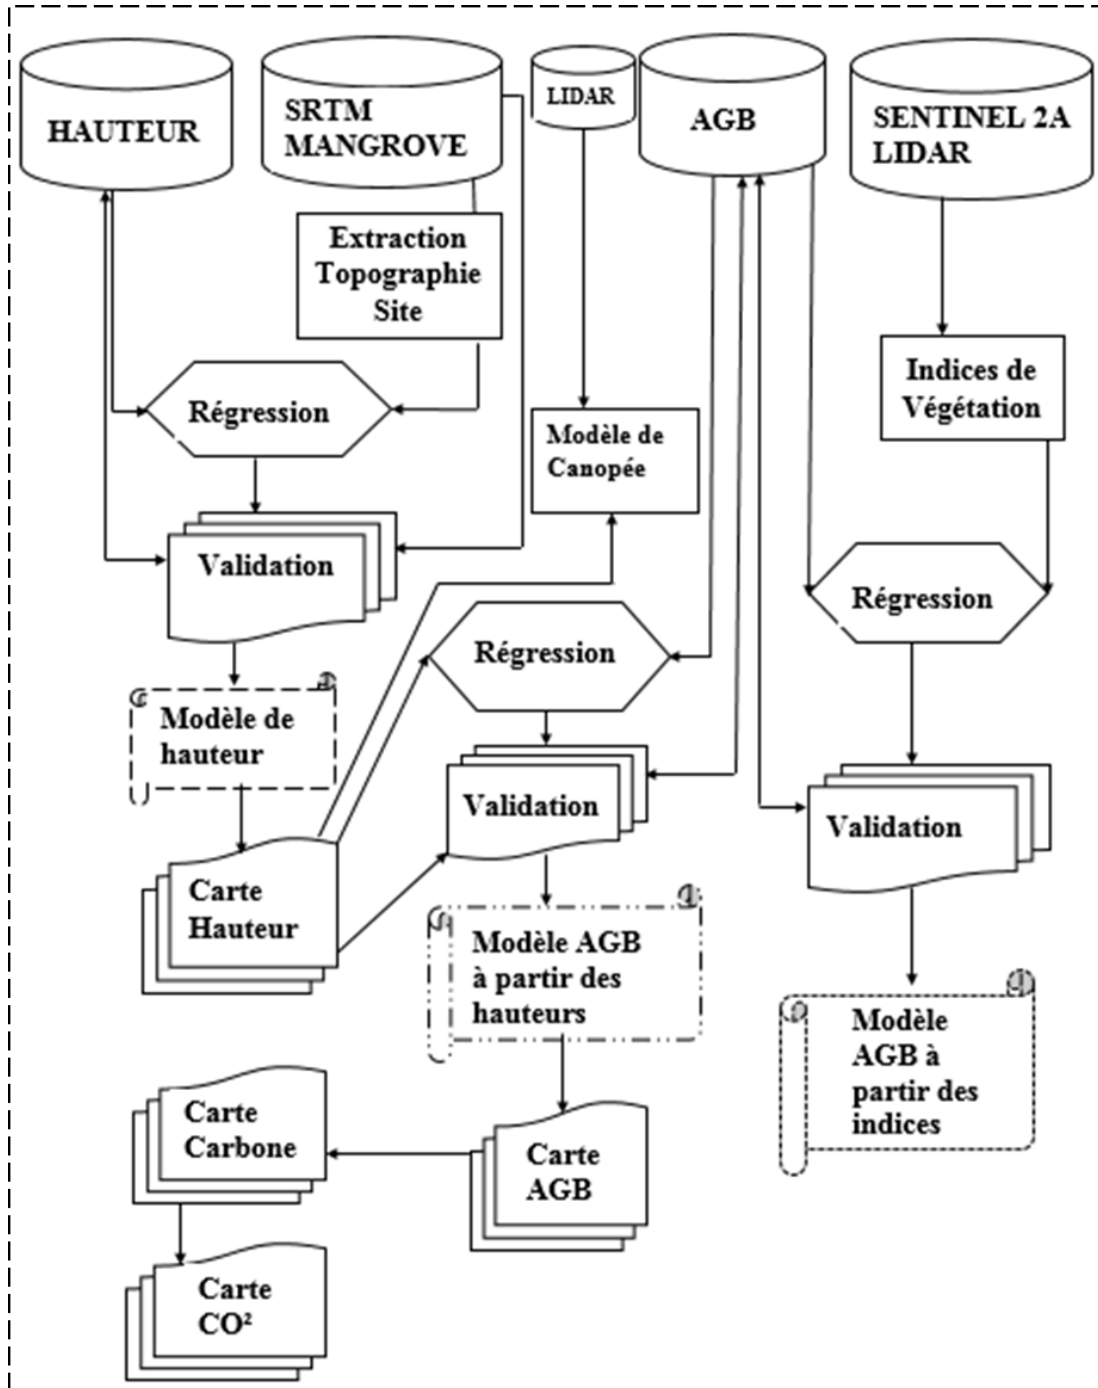 HAUTEUR
SRTM
MANGROVE
LIDAR
AGB
SENTINEL 2A
LIDAR
Extraction
Topographie
Site
Régression
Modèle de
Canopée
Indices de
Végétation
Validation
Régression
Régression
Modèle de
hauteur
Validation
Validation
Carte
Hauteur
Modèle AGB
à partir des
hauteurs
Modèle
AGB à
partir des
indices
Carte
Carbone
Carte
AGB
Carte
CO²